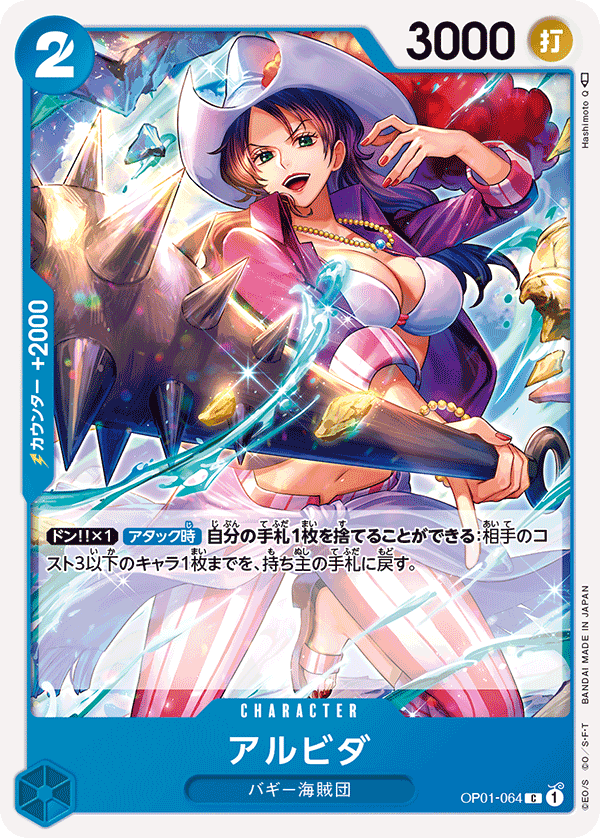 2
3000 打
Hashimoto Q
カウンター +2000
ドン!!×1 アタック時 自分の手札1枚を捨てることができる:相手のコ
スト3以下のキャラ1枚までを、持ち主の手札に戻す。
CHARACTER
アルビダ
バギー海賊団
OP01-064 C 1
©E.O/S ©O/S・F・T BANDAI MADE IN JAPAN